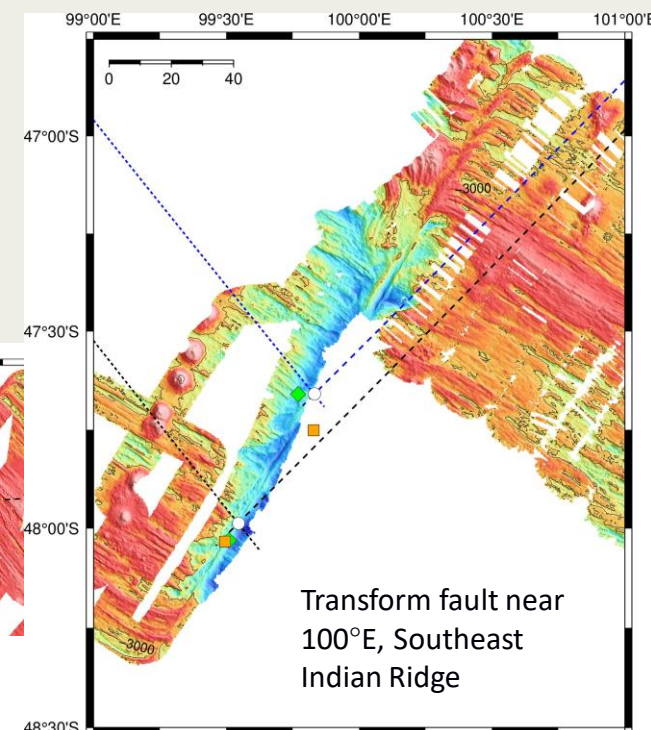 99°00'E 99°30'E 100°00'E 100°30'E 101°00'E
0 20 40
47°00'S
-3000
47°30'S
48°00'S
-3000
48°30'S
Transform fault near
100°E, Southeast
Indian Ridge